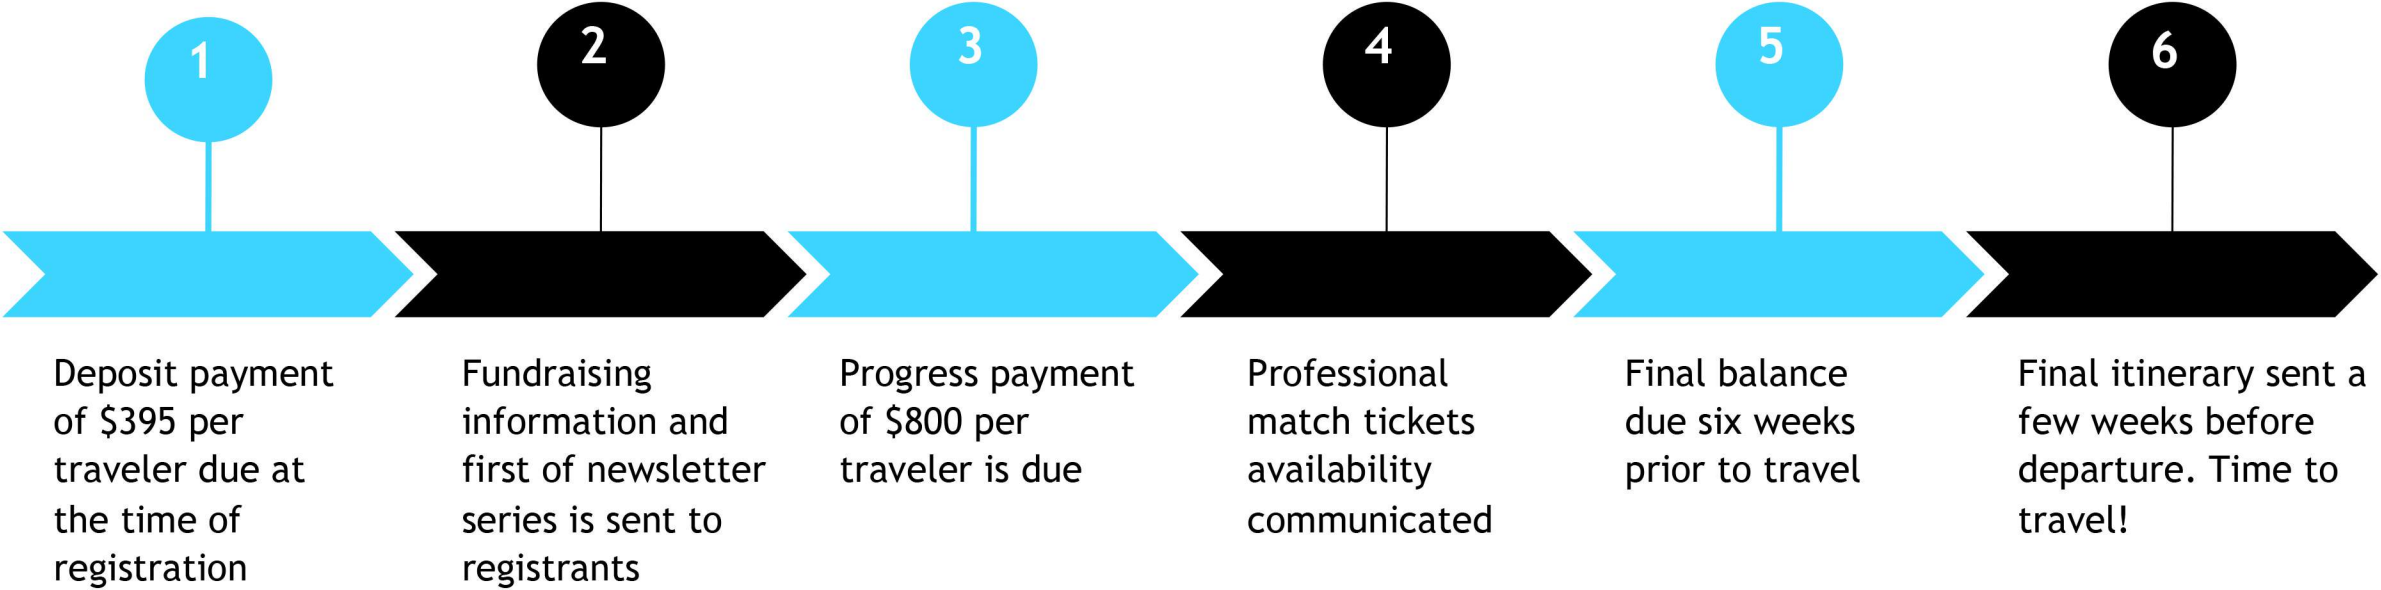 1
Deposit payment
of $395 per
traveler due at
the time of
registration
2
Fundraising
information and
first of newsletter
series is sent to
registrants
3
Progress payment
of $800 per
traveler is due
4
Professional
match tickets
availability
communicated
5
Final balance
due six weeks
prior to travel
6
Final itinerary sent a
few weeks before
departure. Time to
travel!